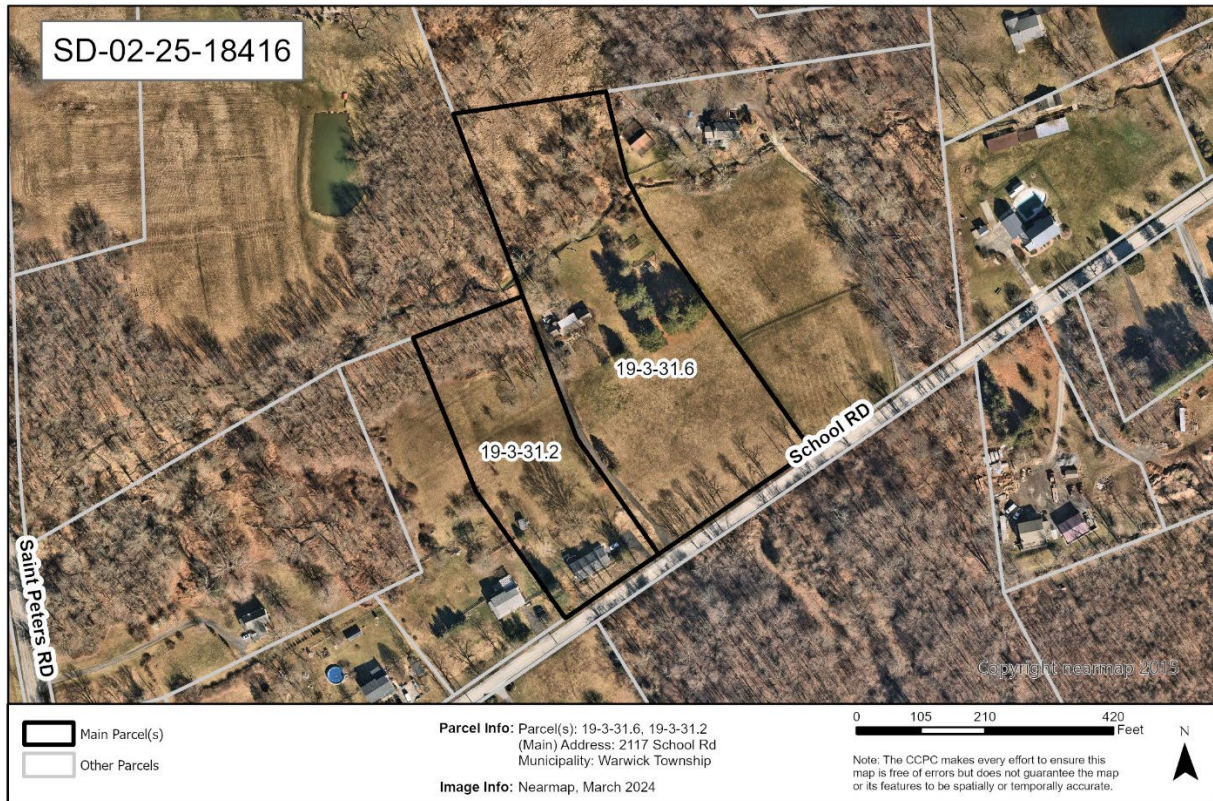 SD-02-25-18416
19-3-31.6
19-3-31.2
School RD
Saint Peters RD
Copyright nearmap 2015
Main Parcel(s)
Other Parcels
Parcel Info: Parcel(s): 19-3-31.6, 19-3-31.2
(Main) Address: 2117 School Rd
Municipality: Warwick Township
Image Info: Nearmap, March 2024
0 105 210 420
Feet
Note: The CCPC makes every effort to ensure this
map is free of errors but does not guarantee the map
or its features to be spatially or temporally accurate.
N